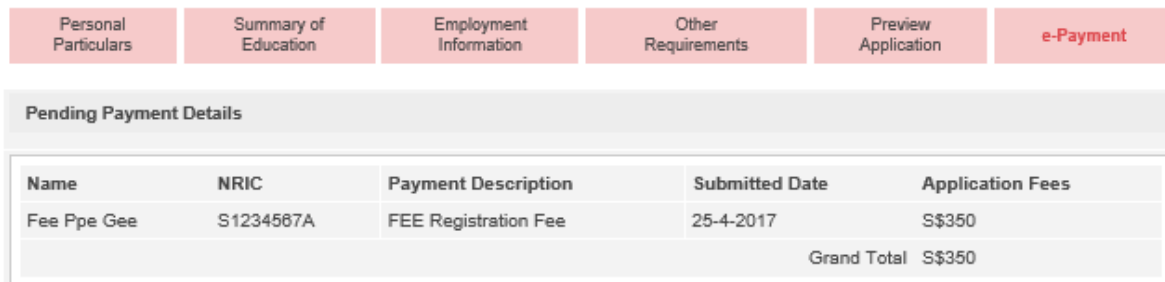 Personal Particulars
Summary of Education
Employment Information
Other Requirements
Preview Application
e-Payment
Pending Payment Details
Name NRIC Payment Description Submitted Date Application Fees
Fee Ppe Gee S1234567A FEE Registration Fee 25-4-2017 S$350
Grand Total S$350